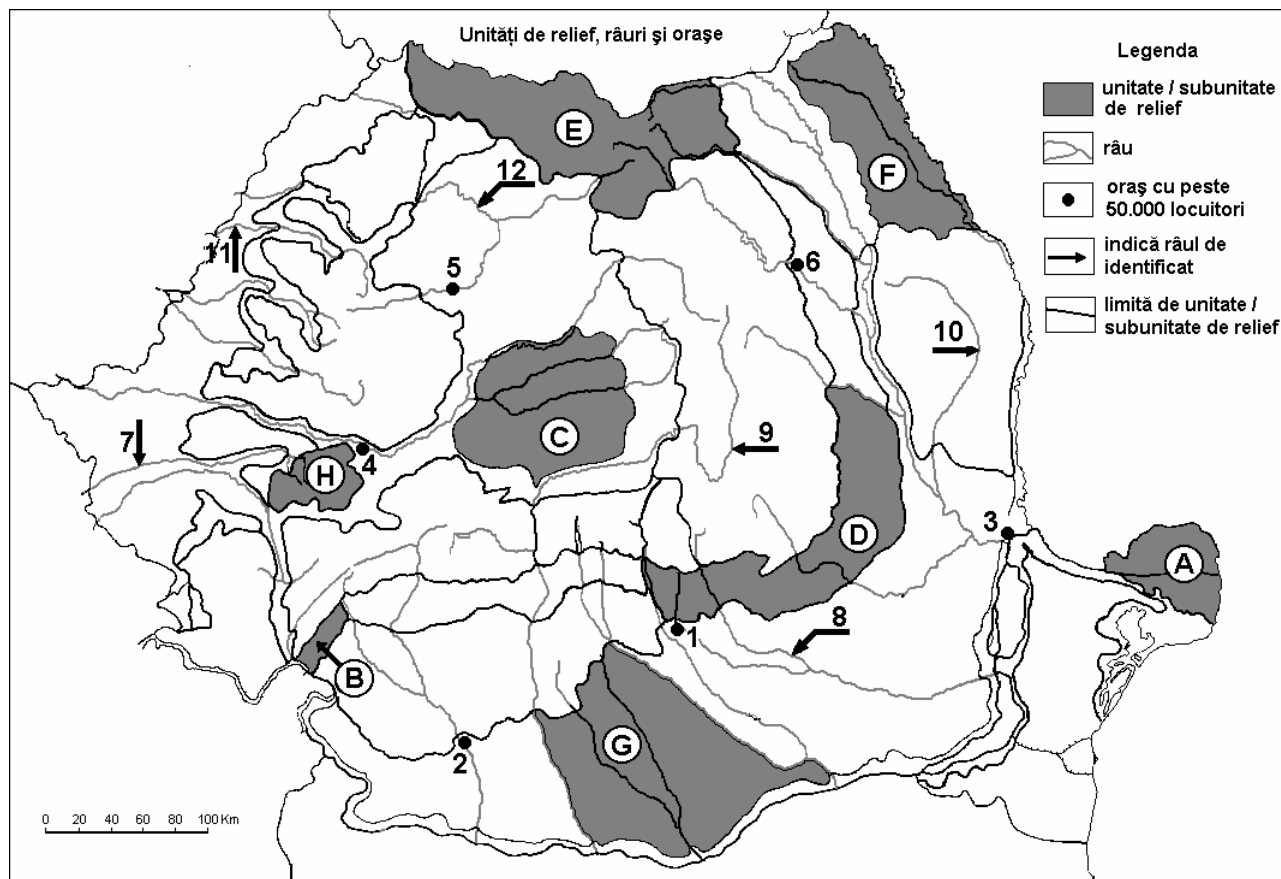 Unități de relief, râuri și orașe
Legenda
unitate / subunitate
de relief
râu
oraș cu peste
50.000 locuitori
indică râul de
identificat
limită de unitate /
subunitate de relief
E
F
12
11
5
6
10
C
9
7
H
4
D
3
A
8
1
B
G
2
0 20 40 60 80 100 Km